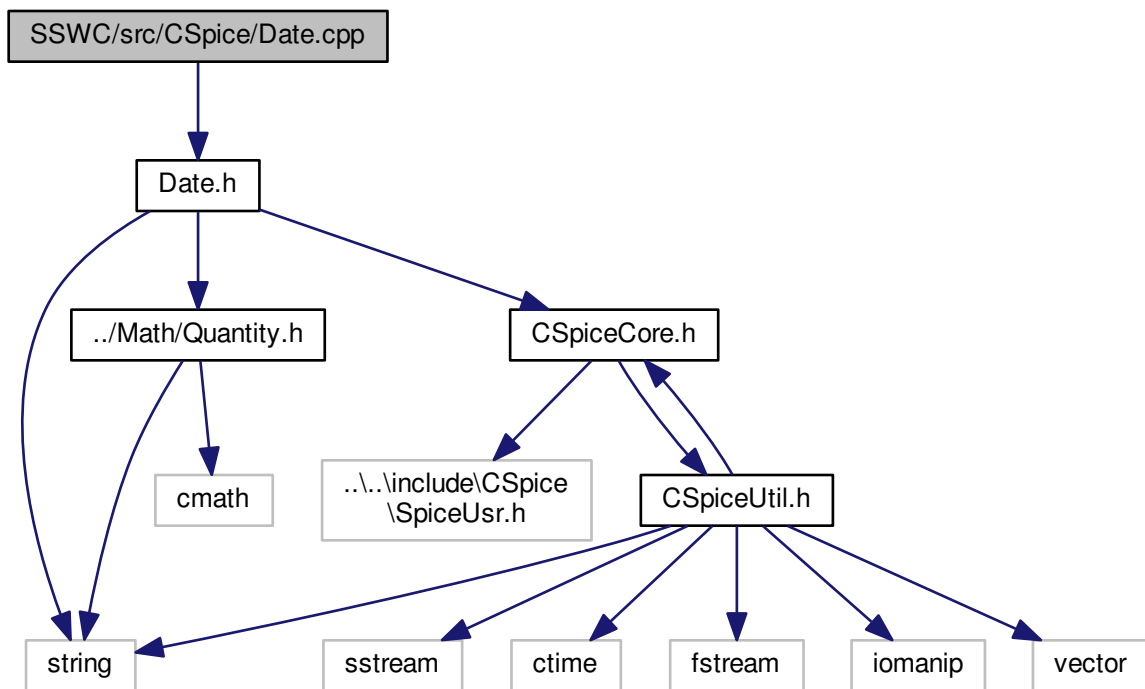 SSWC/src/CSpice/Date.cpp
Date.h
../Math/Quantity.h
CSpiceCore.h
cmath
..\..\include\CSpice
\SpiceUsr.h
CSpiceUtil.h
string
sstream
ctime
fstream
iomanip
vector